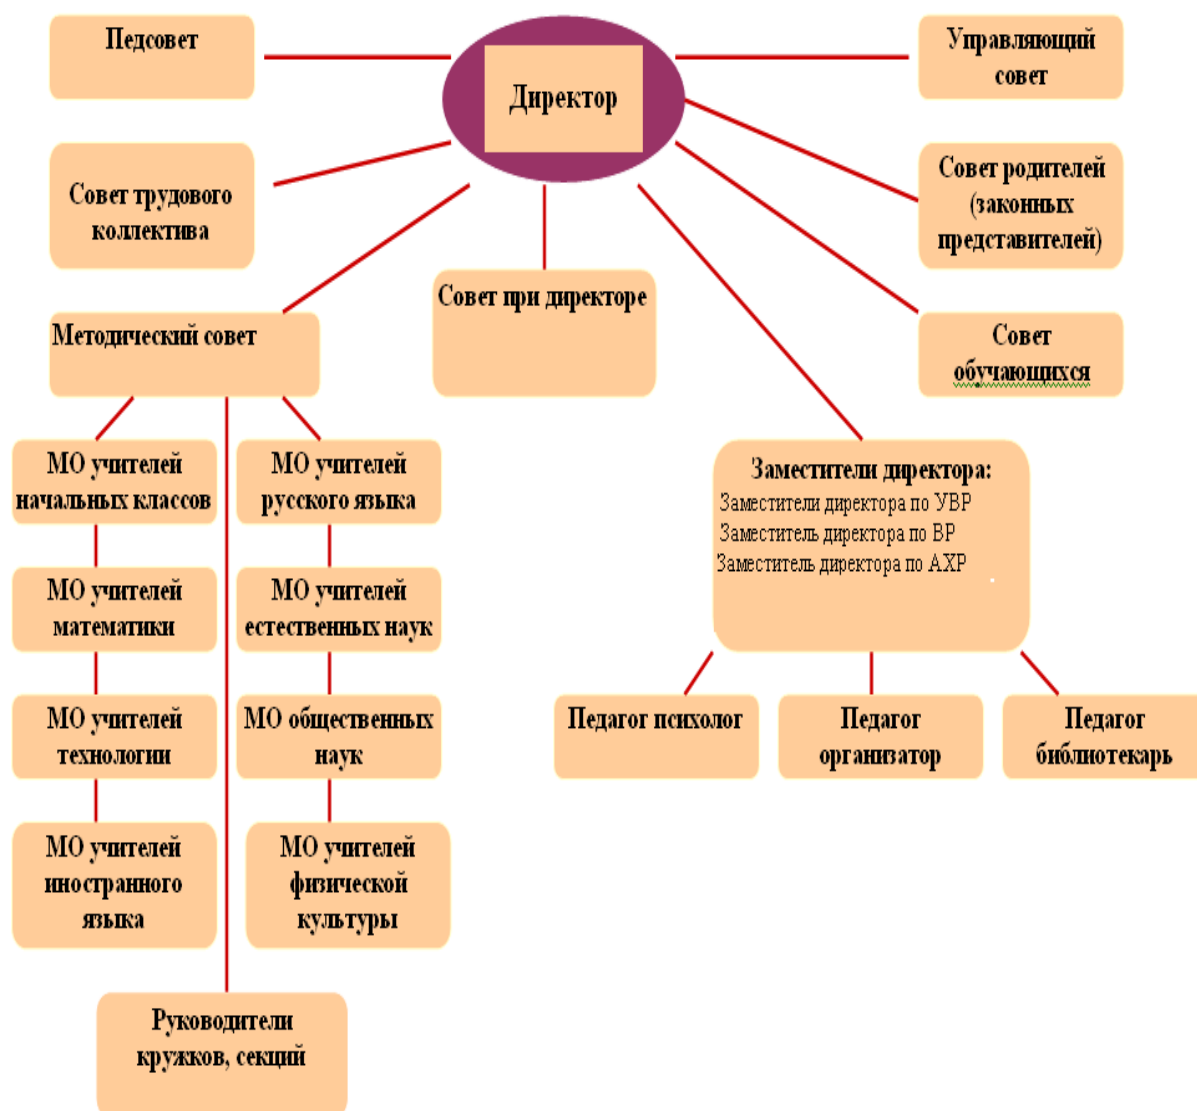 Педсовет
Директор
Управляющий
совет
Совет трудового
коллектива
Совет родителей
(законных
представителей)
Совет при директоре
Методический совет
Совет
обучающихся
МО учителей
начальных классов
МО учителей
русского языка
Заместители директора:
Заместители директора по УВР
Заместитель директора по ВР
Заместитель директора по АХР
МО учителей
математики
МО учителей
естественных наук
МО учителей
технологии
МО общественных
наук
Педагог психолог
Педагог
организатор
Педагог
библиотекарь
МО учителей
иностранного
языка
МО учителей
физической
культуры
Руководители
кружков, секций